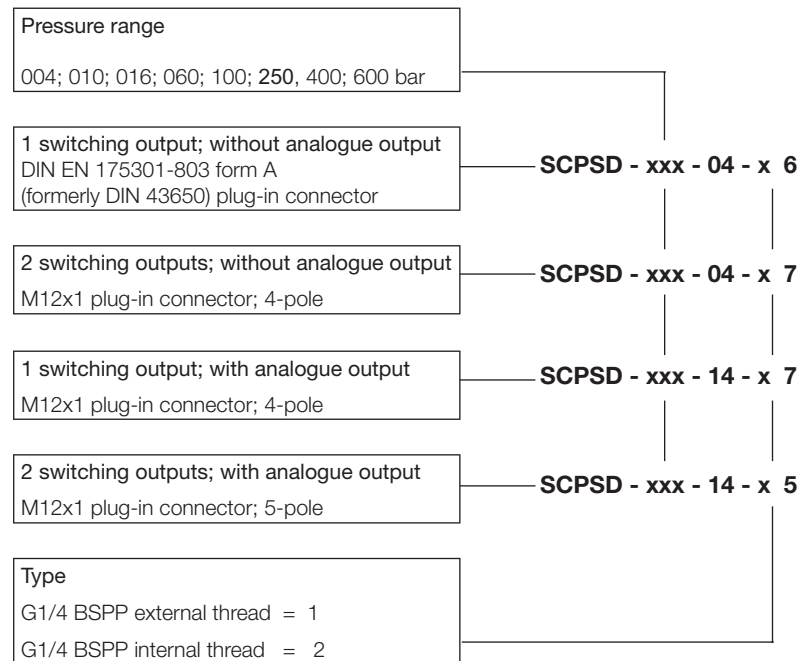 Pressure range
004; 010; 016; 060; 100; 250, 400; 600 bar
1 switching output; without analogue output
DIN EN 175301-803 form A
(formerly DIN 43650) plug-in connector
SCPSD - xxx - 04 - x 6
2 switching outputs; without analogue output
M12x1 plug-in connector; 4-pole
SCPSD - xxx - 04 - x 7
1 switching output; with analogue output
M12x1 plug-in connector; 4-pole
SCPSD - xxx - 14 - x 7
2 switching outputs; with analogue output
M12x1 plug-in connector; 5-pole
SCPSD - xxx - 14 - x 5
Type
G1/4 BSPP external thread = 1
G1/4 BSPP internal thread = 2